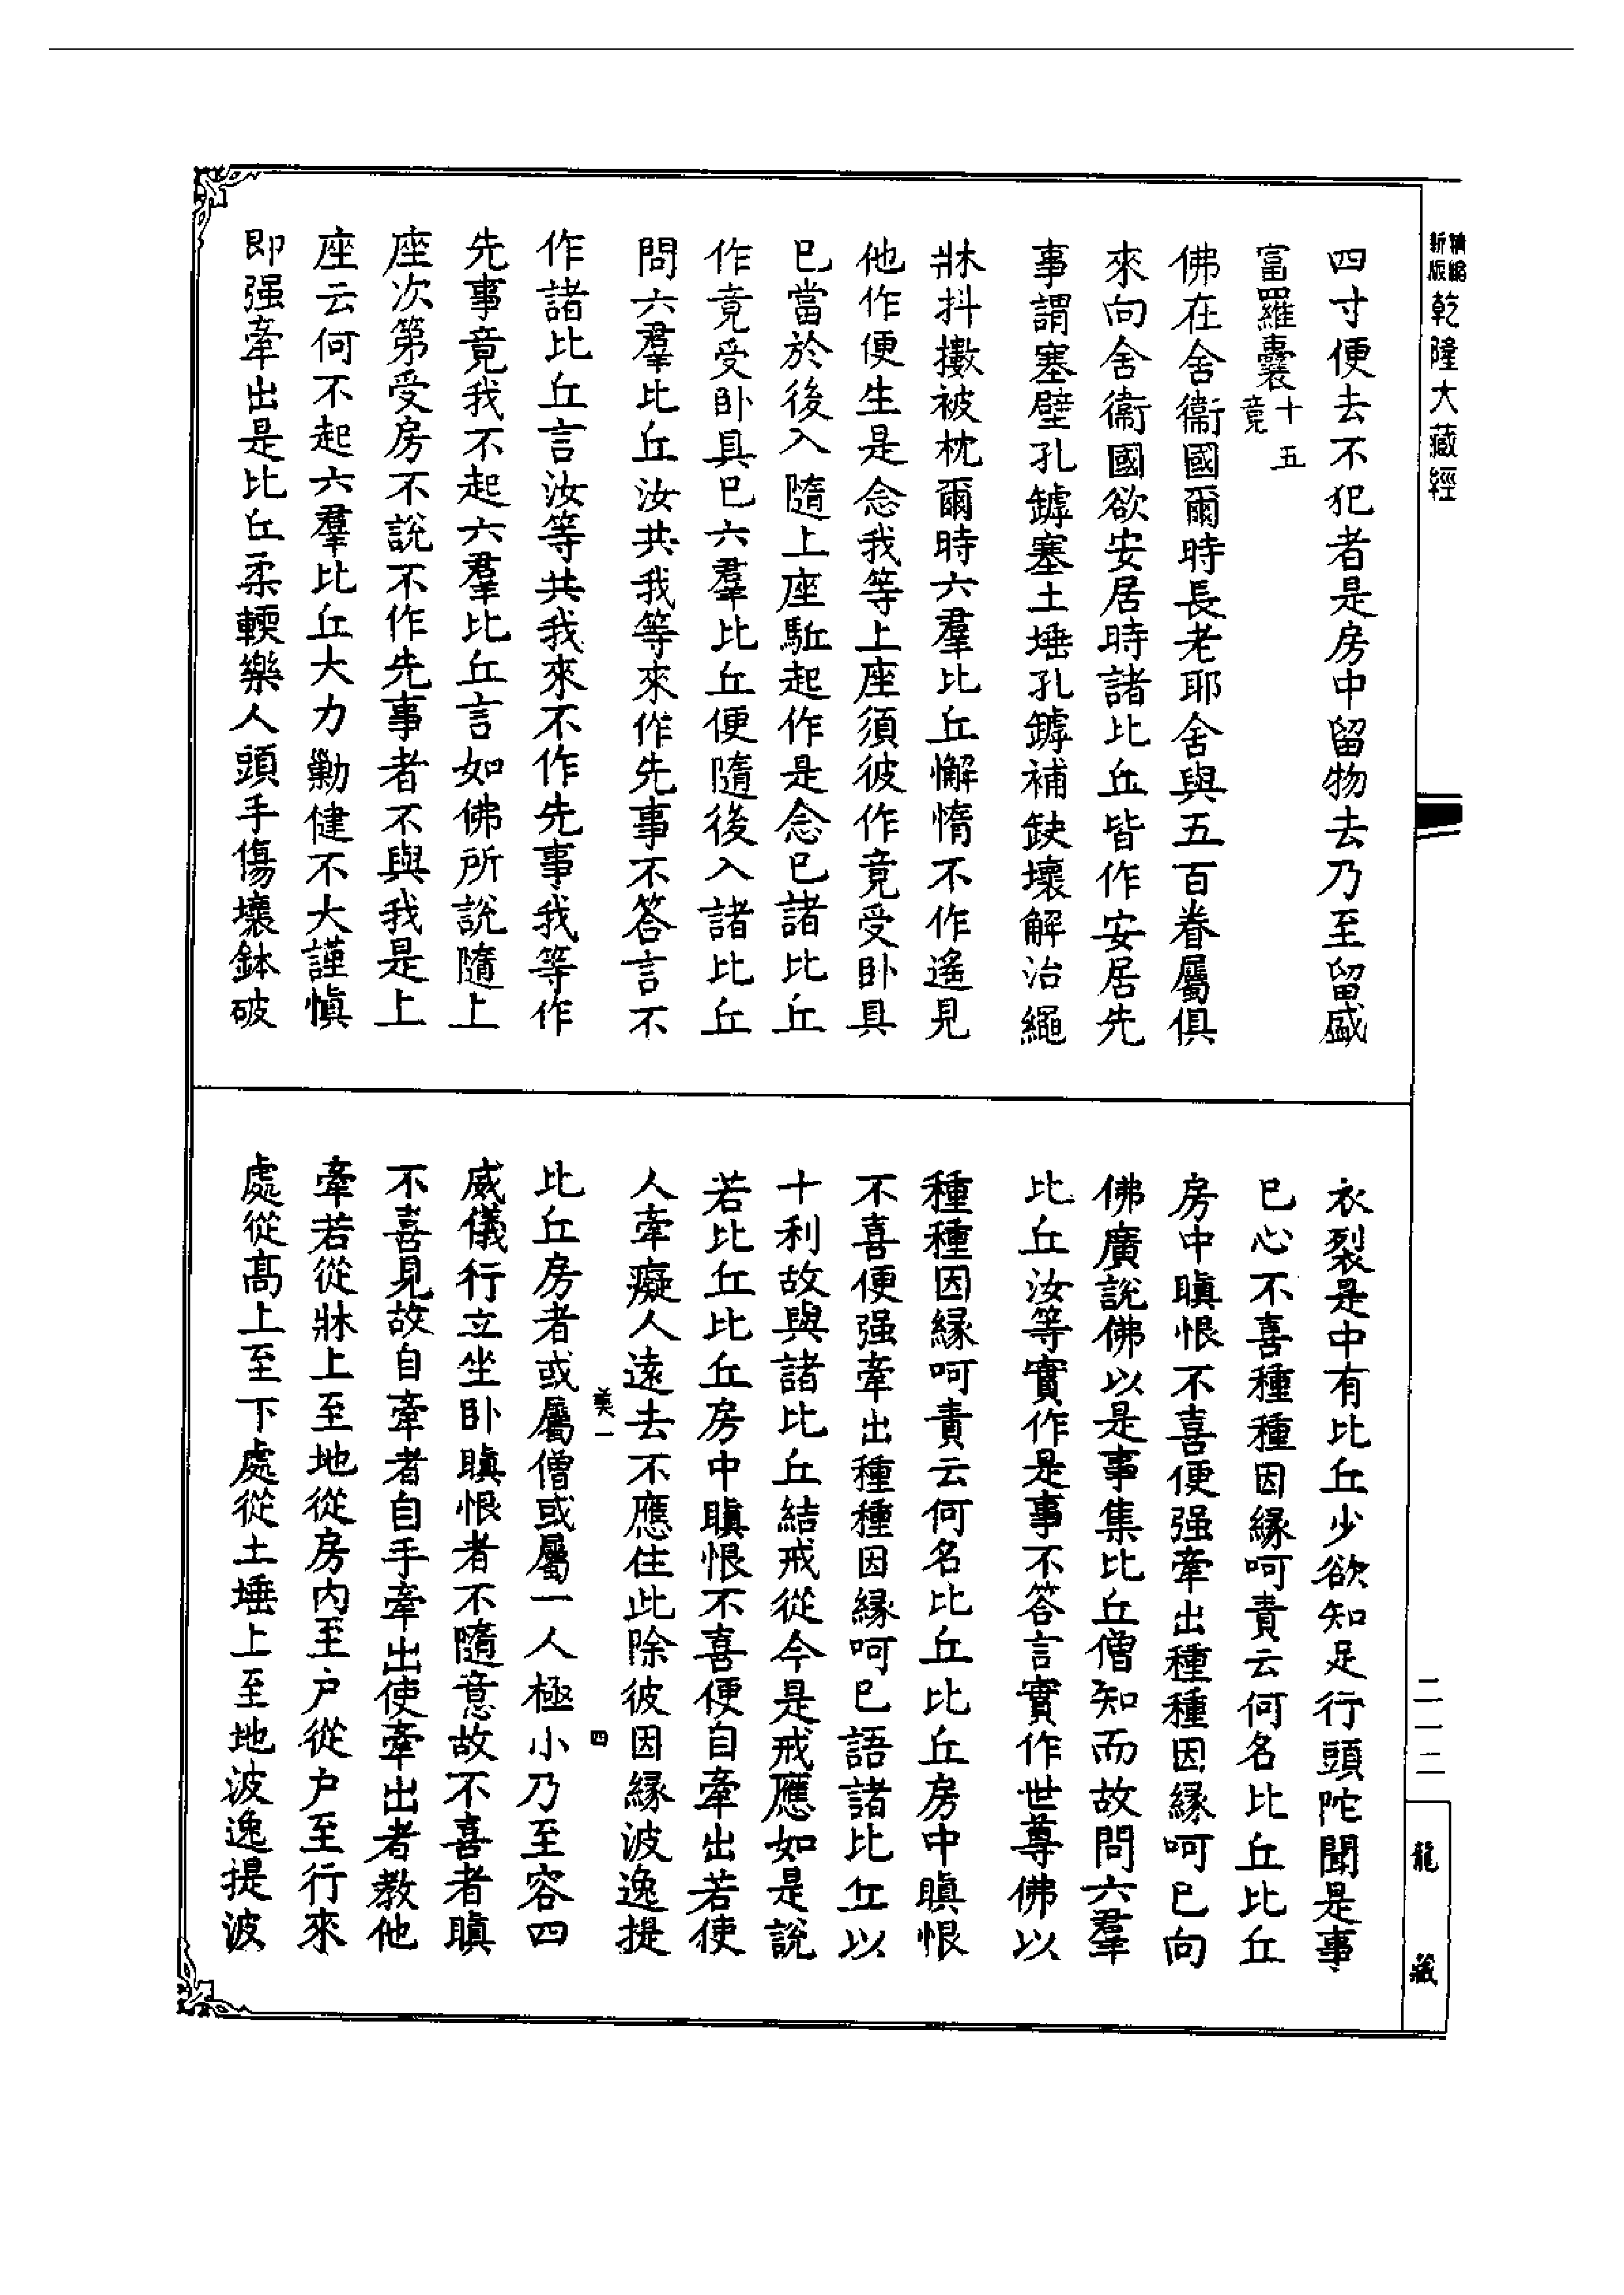 精編
新版
乾隆大藏經
四寸便去不犯者是房中留物去乃至留盛
富羅囊十五竟
佛在舍衞國爾時長老耶舍與五百眷屬俱
來向舍衞國欲安居時諸比丘皆作安居先
事謂塞壁孔罅塞土埵孔罅補缺壞解治繩
牀抖擻被枕爾時六羣比丘懈惰不作遙見
他作便生是念我等上座須彼作竟受卧具
已當於後入隨上座駈起作是念已諸比丘
作竟受卧具已六羣比丘便隨後入諸比丘
問六羣比丘汝共我等來作先事不答言不
作諸比丘言汝等共我來不作先事我等作
先事竟我不起六羣比丘言如佛所說隨上
座次第受房不說不作先事者不與我是上
座云何不起六羣比丘大力勦健不大謹慎
即强牽出是比丘柔輭樂人頭手傷壞鉢破
衣裂是中有比丘少欲知足行頭陀聞是事
已心不喜種種因緣呵責云何名比丘比丘
房中瞋恨不喜便强牽出種種因緣呵已向
佛廣說佛以是事集比丘僧知而故問六羣
比丘汝等實作是事不答言實作世尊佛以
種種因緣呵責云何名比丘比丘房中瞋恨
不喜便强牽出種種因緣呵已語諸比丘以
十利故與諸比丘結戒從今是戒應如是說
若比丘比丘房中瞋恨不喜便自牽出若使
人牽癡人遠去不應住此除彼因緣波逸提
美一
四
比丘房者或屬僧或屬一人極小乃至容四
威儀行立坐卧瞋恨者不隨意故不喜者瞋
不喜見故自牽者自手牽出使牽出者教他
牽若從牀上至地從房内至户從户至行來
處從髙上至下處從土埵上至地波逸提波
二一二
龍
藏